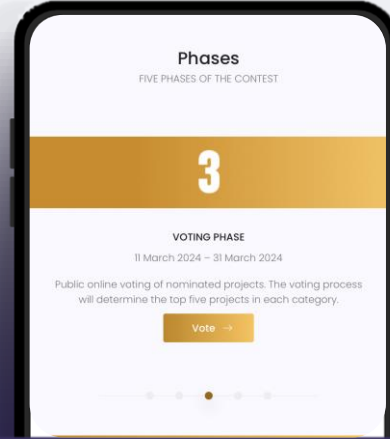 Phases
FIVE PHASES OF THE CONTEST
3
VOTING PHASE
11 March 2024 – 31 March 2024
Public online voting of nominated projects. The voting process
will determine the top five projects in each category.
Vote →